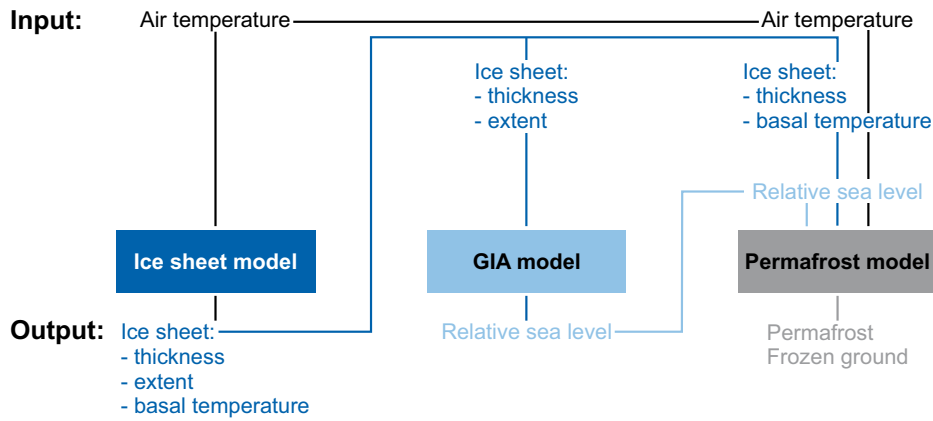 Input:
Air temperature
Air temperature
Ice sheet:
- thickness
- extent
Ice sheet:
- thickness
- basal temperature
Relative sea level
Ice sheet model
GIA model
Permafrost model
Output:
Ice sheet:
- thickness
- extent
- basal temperature
Relative sea level
Permafrost
Frozen ground